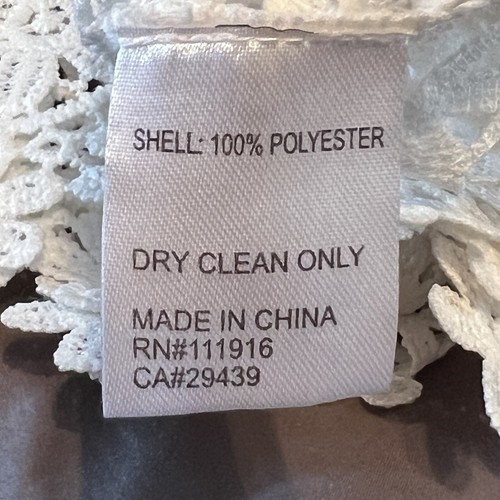 SHELL: 100% POLYESTER
DRY CLEAN ONLY
MADE IN CHINA
RN#111916
CA#29439